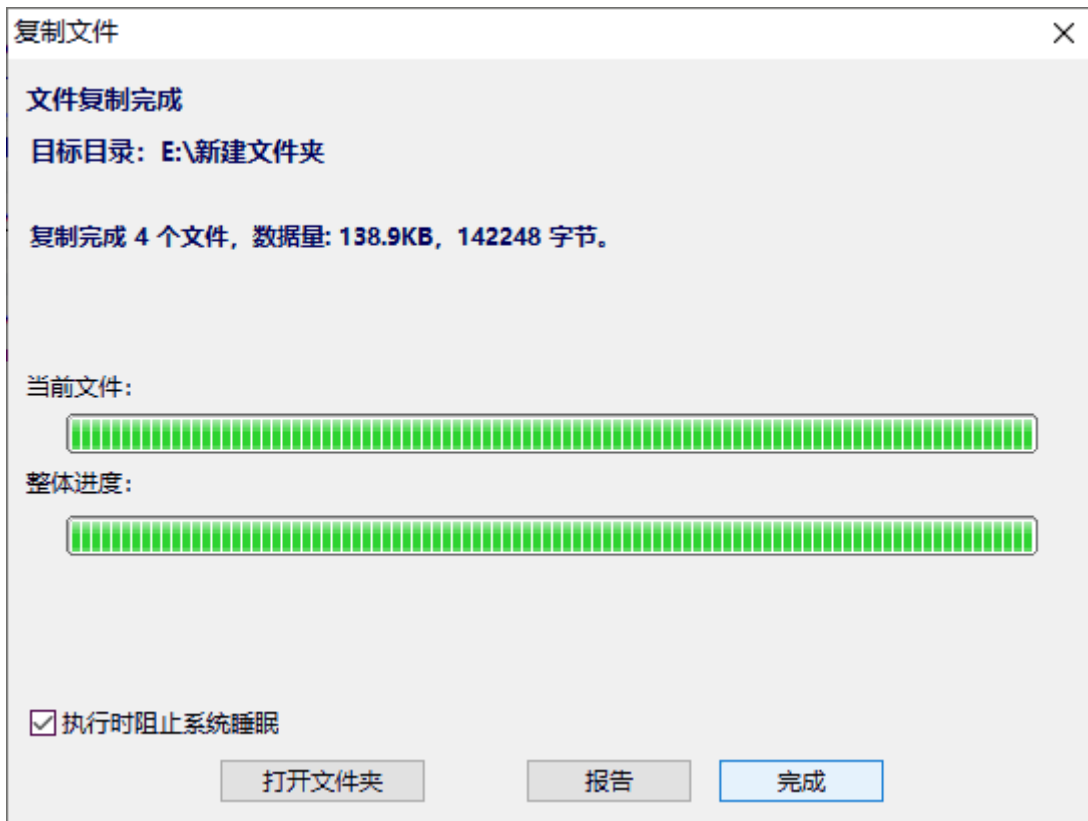 复制文件
文件复制完成
目标目录：E:\新建文件夹
复制完成 4 个文件，数据量: 138.9KB，142248 字节。
当前文件：
整体进度：
执行时阻止系统睡眠
打开文件夹 报告 完成